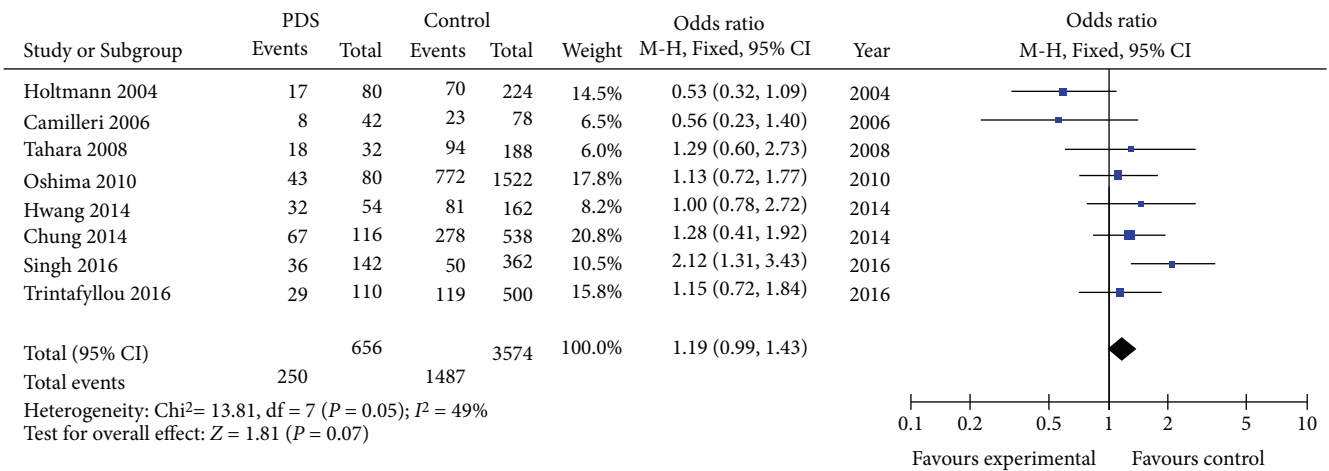 PDS Control Odds ratio Odds ratio
Study or Subgroup Events Total Events Total Weight M-H, Fixed, 95% CI Year M-H, Fixed, 95% CI
Holtmann 2004 17 80 70 224 14.5% 0.53 (0.32, 1.09) 2004
Camilleri 2006 8 42 23 78 6.5% 0.56 (0.23, 1.40) 2006
Tahara 2008 18 32 94 188 6.0% 1.29 (0.60, 2.73) 2008
Oshima 2010 43 80 772 1522 17.8% 1.13 (0.72, 1.77) 2010
Hwang 2014 32 54 81 162 8.2% 1.00 (0.78, 2.72) 2014
Chung 2014 67 116 278 538 20.8% 1.28 (0.41, 1.92) 2014
Singh 2016 36 142 50 362 10.5% 2.12 (1.31, 3.43) 2016
Trintafyllou 2016 29 110 119 500 15.8% 1.15 (0.72, 1.84) 2016
Total (95% CI) 656 3574 100.0% 1.19 (0.99, 1.43)
Total events 250 1487
Heterogeneity: Chi²= 13.81, df = 7 (P = 0.05); I² = 49%
Test for overall effect: Z = 1.81 (P = 0.07)
0.1 0.2 0.5 1 2 5 10
Favours experimental Favours control